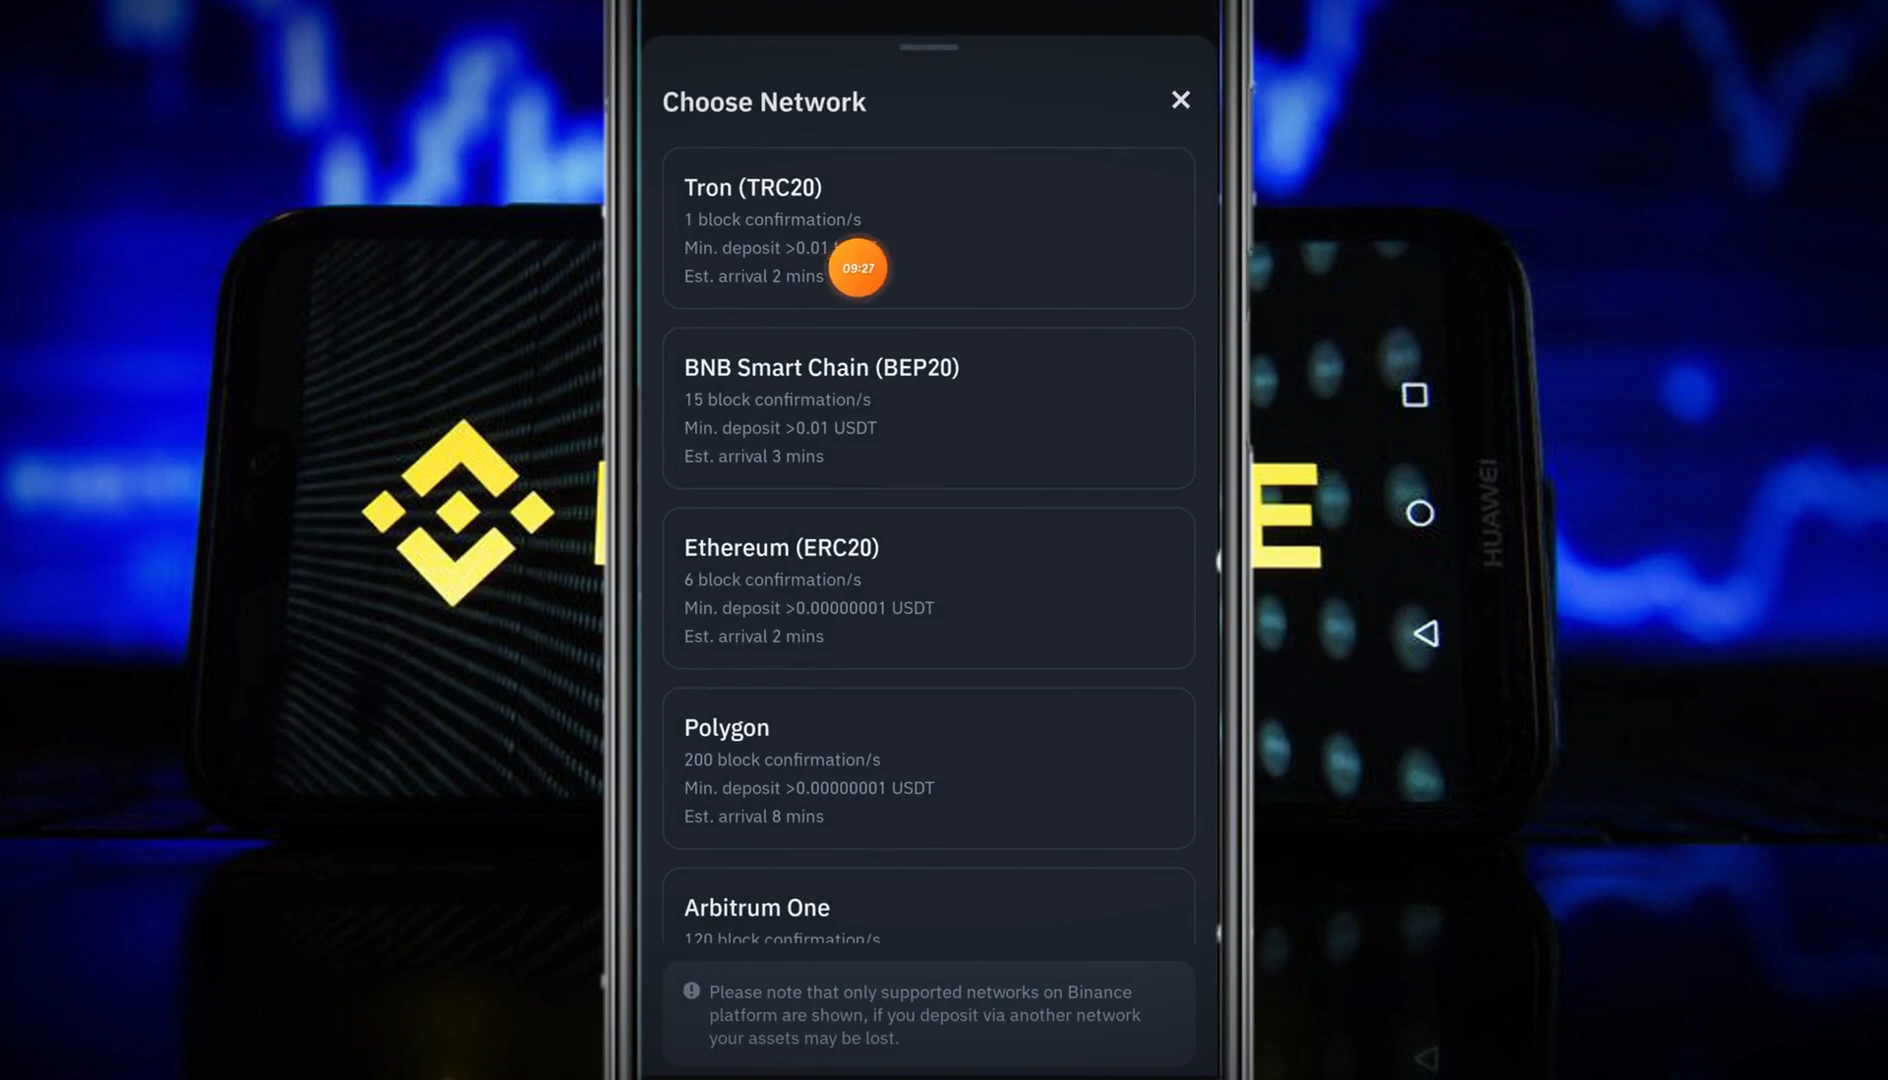 Choose Network
Tron (TRC20)
1 block confirmation/s
Min. deposit >0.01
Est. arrival 2 mins
09:27
BNB Smart Chain (BEP20)
15 block confirmation/s
Min. deposit >0.01 USDT
Est. arrival 3 mins
Ethereum (ERC20)
6 block confirmation/s
Min. deposit >0.00000001 USDT
Est. arrival 2 mins
Polygon
200 block confirmation/s
Min. deposit >0.00000001 USDT
Est. arrival 8 mins
Arbitrum One
120 block confirmation/s
Please note that only supported networks on Binance
platform are shown, if you deposit via another network
your assets may be lost.
E
HUAWEI